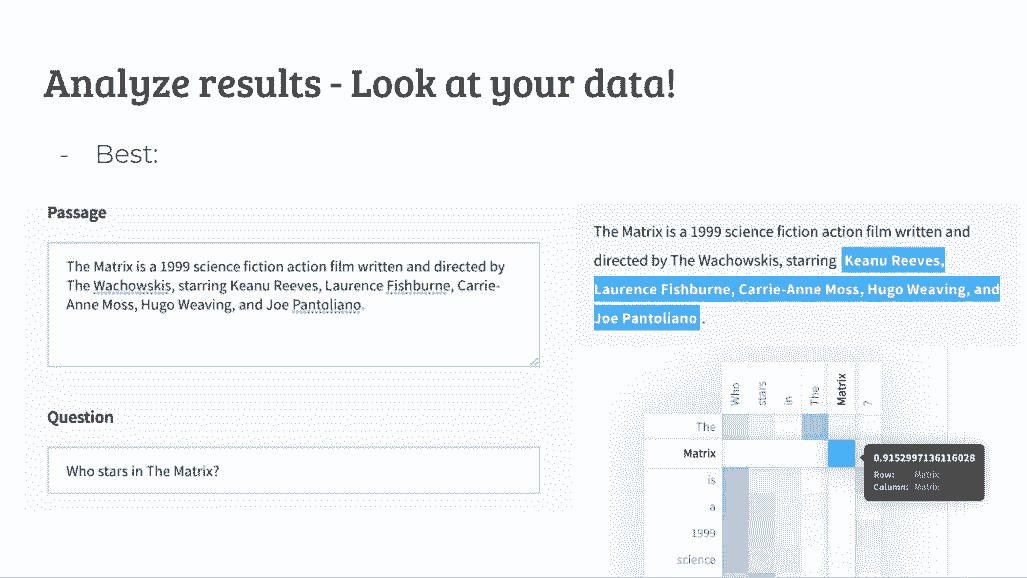 Analyze results - Look at your data!
- Best:
Passage
The Matrix is a 1999 science fiction action film written and directed by
The Wachowskis, starring Keanu Reeves, Laurence Fishburne, Carrie-
Anne Moss, Hugo Weaving, and Joe Pantoliano.
Question
Who stars in The Matrix?
The Matrix is a 1999 science fiction action film written and
directed by The Wachowskis, starring Keanu Reeves,
Laurence Fishburne, Carrie-Anne Moss, Hugo Weaving, and
Joe Pantoliano .
Who stars in The Matrix ?
The
Matrix
is
a
1999
science
0.9152997136116028
Row: Matrix
Column: Matrix